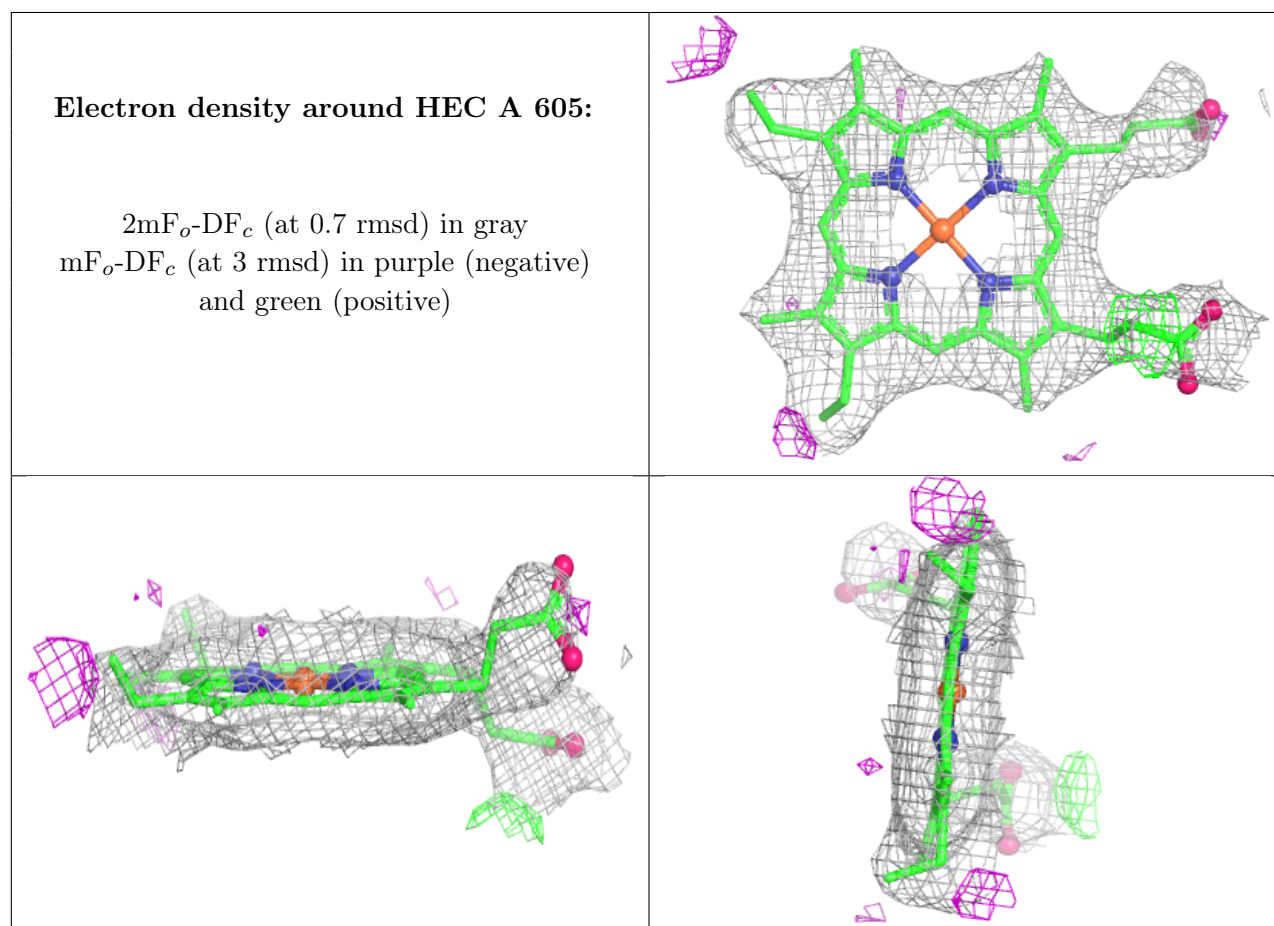 Electron density around HEC A 605:
2mFo-DFc (at 0.7 rmsd) in gray
mFo-DFc (at 3 rmsd) in purple (negative)
and green (positive)